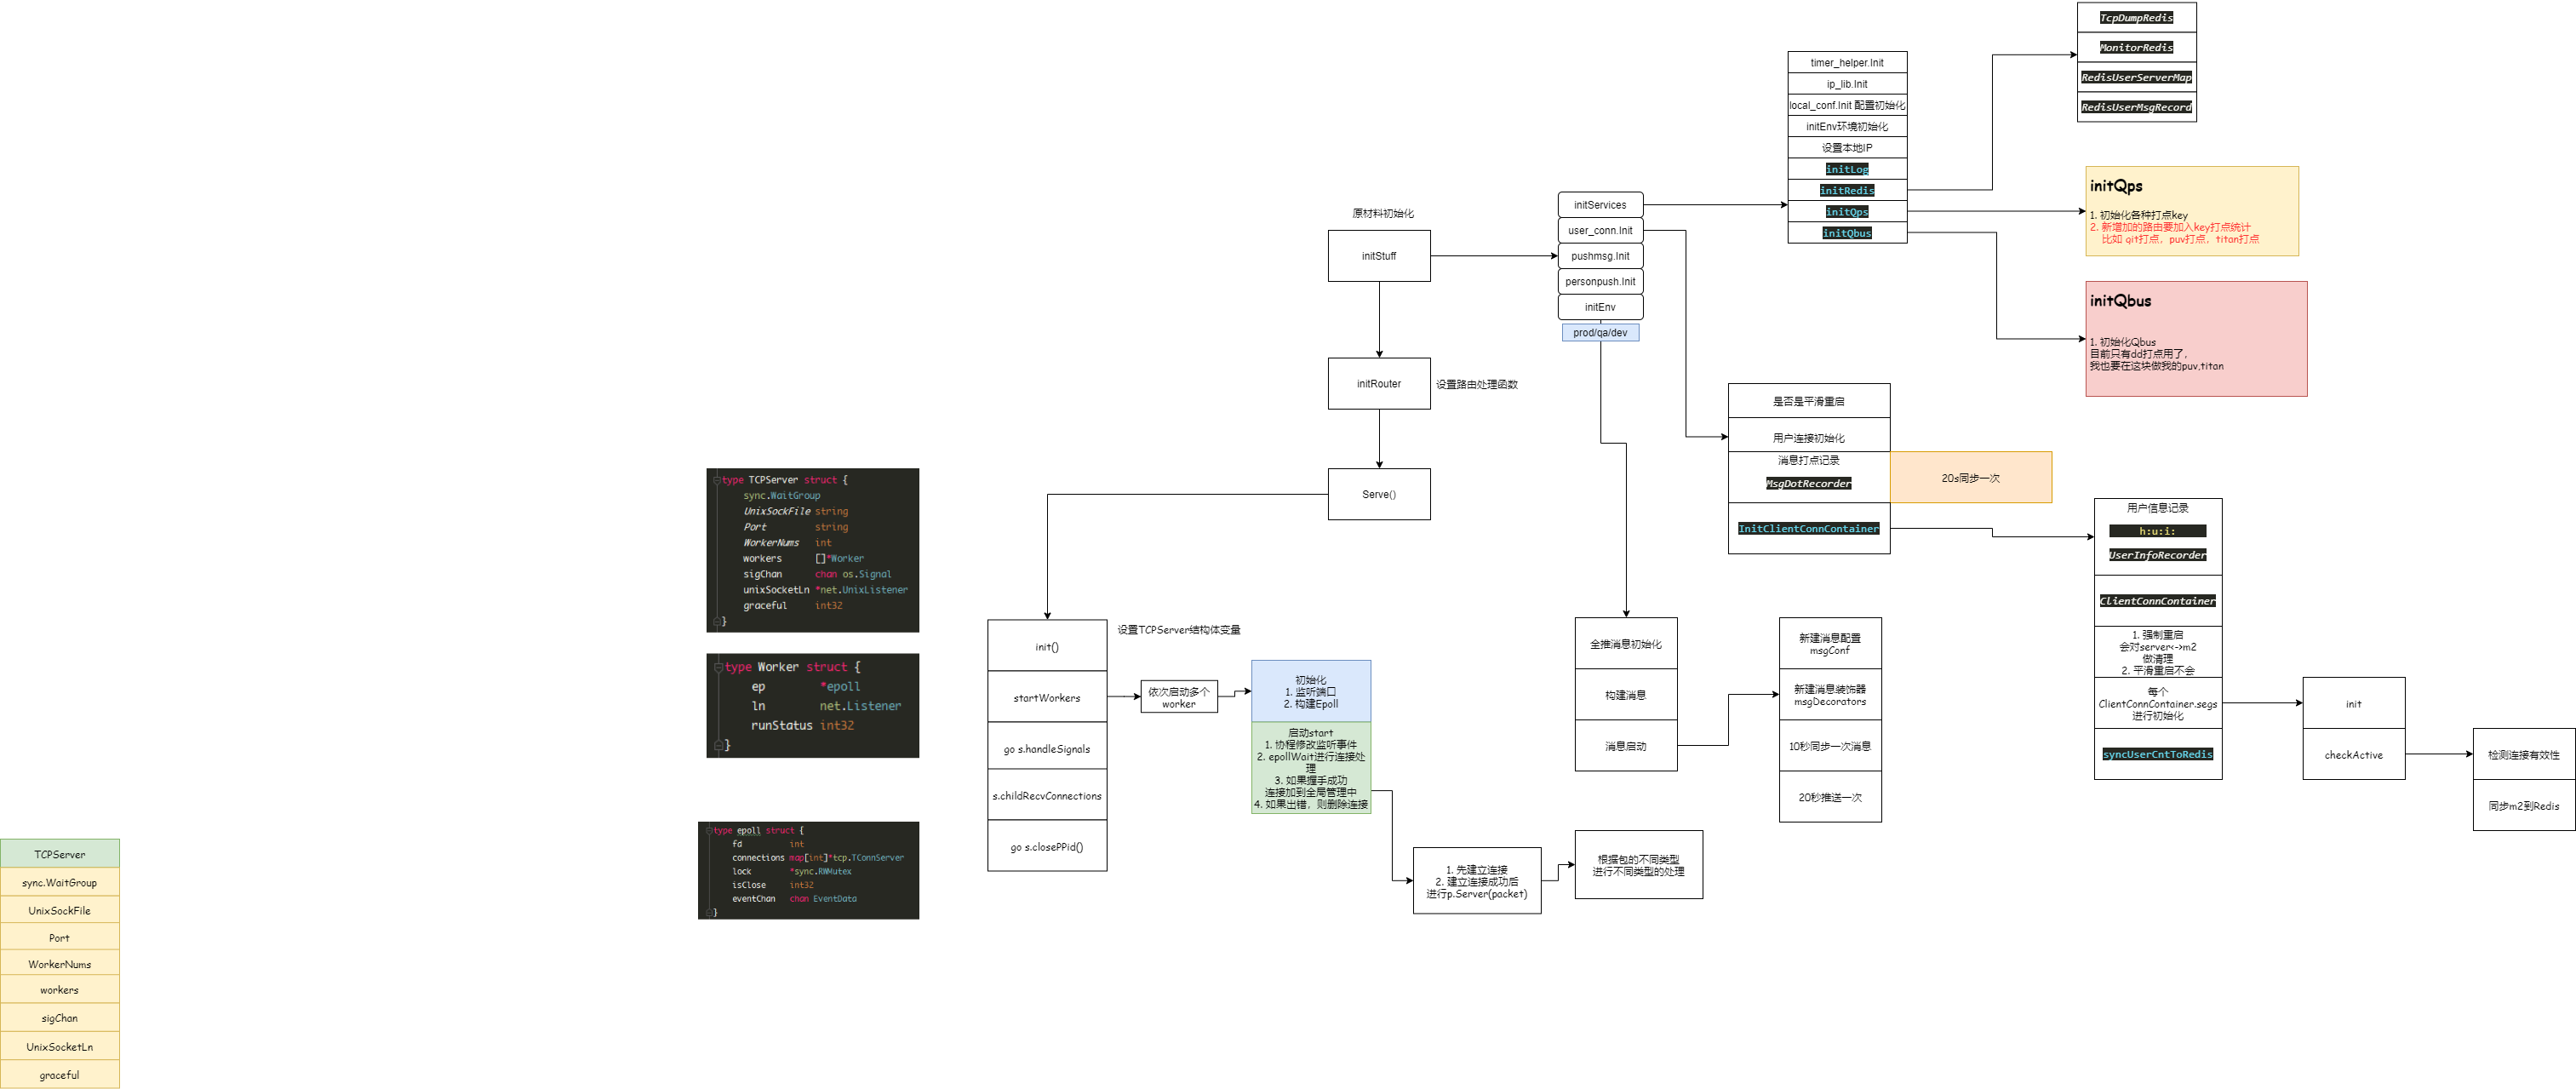 TcpDumpRedis
MonitorRedis
RedisUserServerMap
RedisUserMsgRecord
timer_helper.Init
ip_lib.Init
local_conf.Init 配置初始化
initEnv环境初始化
设置本地IP
initLog
initRedis
initQps
initQbus
initQps
1. 初始化各种打点key
2. 新增加的路由要加入key打点统计
比如 qit打点，puv打点，titan打点
initQbus
1. 初始化Qbus
目前只有dd打点用了，
我也要在这块做我的puv,titan
原材料初始化
initStuff
initServices
user_conn.Init
pushmsg.Init
personpush.Init
initEnv
prod/qa/dev
initRouter
设置路由处理函数
Serve()
是否是平滑重启
用户连接初始化
消息打点记录
MsgDotRecorder
20s同步一次
InitClientConnContainer
用户信息记录
h:u:i:
UserInfoRecorder
ClientConnContainer
1. 强制重启
会对server<->m2
做清理
2. 平滑重启不会
每个
ClientConnContainer.segs
进行初始化
syncUserCntToRedis
init
checkActive
检测连接有效性
同步m2到Redis
type TCPServer struct {
sync.WaitGroup
UnixSockFile string
Port string
WorkerNums int
workers []*Worker
sigChan chan os.Signal
unixSocketLn *net.UnixListener
graceful int32
}
type Worker struct {
ep *epoll
ln net.Listener
runStatus int32
}
type epoll struct {
fd int
connections map[int]*tcp.TConnServer
lock *sync.RWMutex
isClose int32
eventChan chan EventData
}
init()
设置TCPServer结构体变量
startWorkers
go s.handleSignals
s.childRecvConnections
go s.closePPid()
依次启动多个
worker
初始化
1. 监听端口
2. 构建Epoll
启动start
1. 协程修改监听事件
2. epollWait进行连接处
理
3. 如果握手成功
连接加到全局管理中
4. 如果出错，则删除连接
1. 先建立连接
2. 建立连接成功后
进行p.Server(packet)
根据包的不同类型
进行不同类型的处理
全推消息初始化
构建消息
消息启动
新建消息配置
msgConf
新建消息装饰器
msgDecorators
10秒同步一次消息
20秒推送一次
TCPServer
sync.WaitGroup
UnixSockFile
Port
WorkerNums
workers
sigChan
UnixSocketLn
graceful